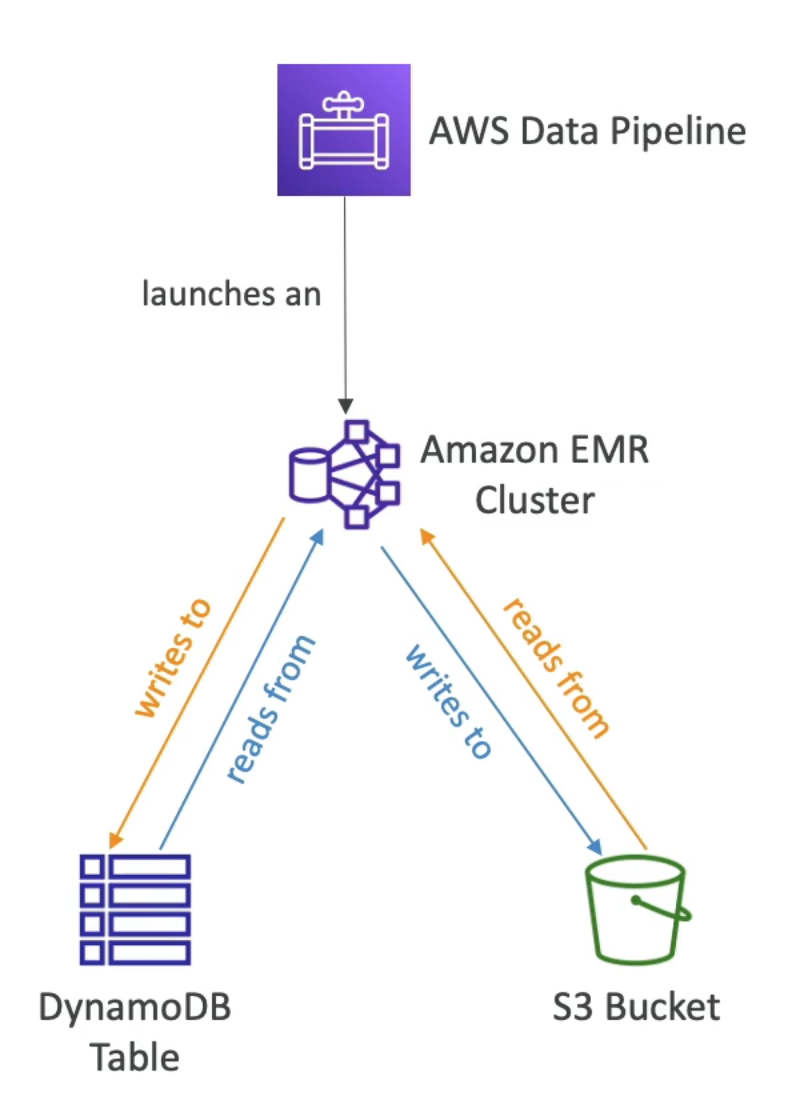 AWS Data Pipeline
launches an
Amazon EMR
Cluster
writes to
reads from
writes to
reads from
DynamoDB
Table
S3 Bucket